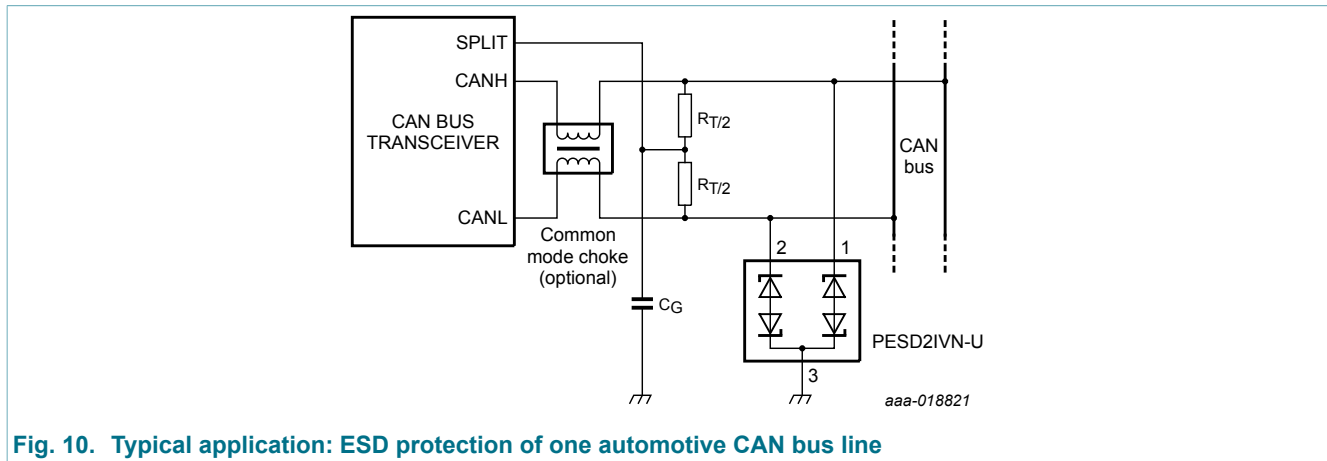 SPLIT
CANH
CAN BUS
TRANSCEIVER
CANL
Common
mode choke
(optional)
RT/2
RT/2
CG
CAN
bus
2
1
PESD2IVN-U
3
aaa-018821
Fig. 10. Typical application: ESD protection of one automotive CAN bus line